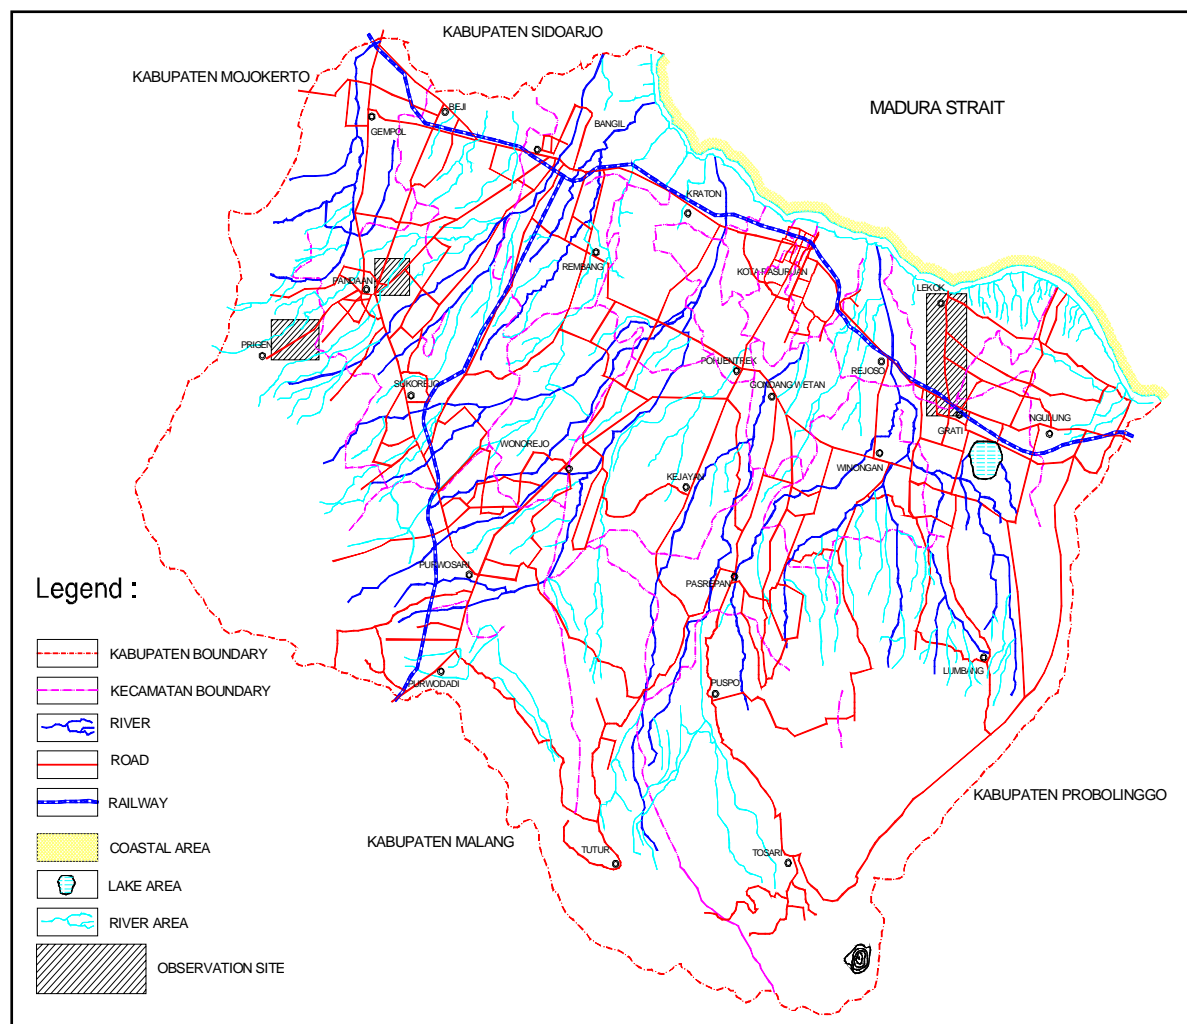 KABUPATEN SIDOARJO
KABUPATEN MOJOKERTO
MADURA STRAIT
BEJI
GEMPOL
BANGIL
KRATON
REMBANG
KOTA PASURUAN
PANDAAN
LEKOK
PRIGEN
POHJENTREK
REJOSO
SUKOREJO
GONDANG WETAN
NGULUNG
GRATI
WONOREJO
WINONGAN
KEJAYAN
PURWOSARI
PASREPAN
Legend :
KABUPATEN BOUNDARY
KECAMATAN BOUNDARY
RIVER
ROAD
RAILWAY
COASTAL AREA
LAKE AREA
RIVER AREA
OBSERVATION SITE
LUMBANG
PURWODADI
PUSPO
KABUPATEN PROBOLINGGO
KABUPATEN MALANG
TUTUR
TOSARI